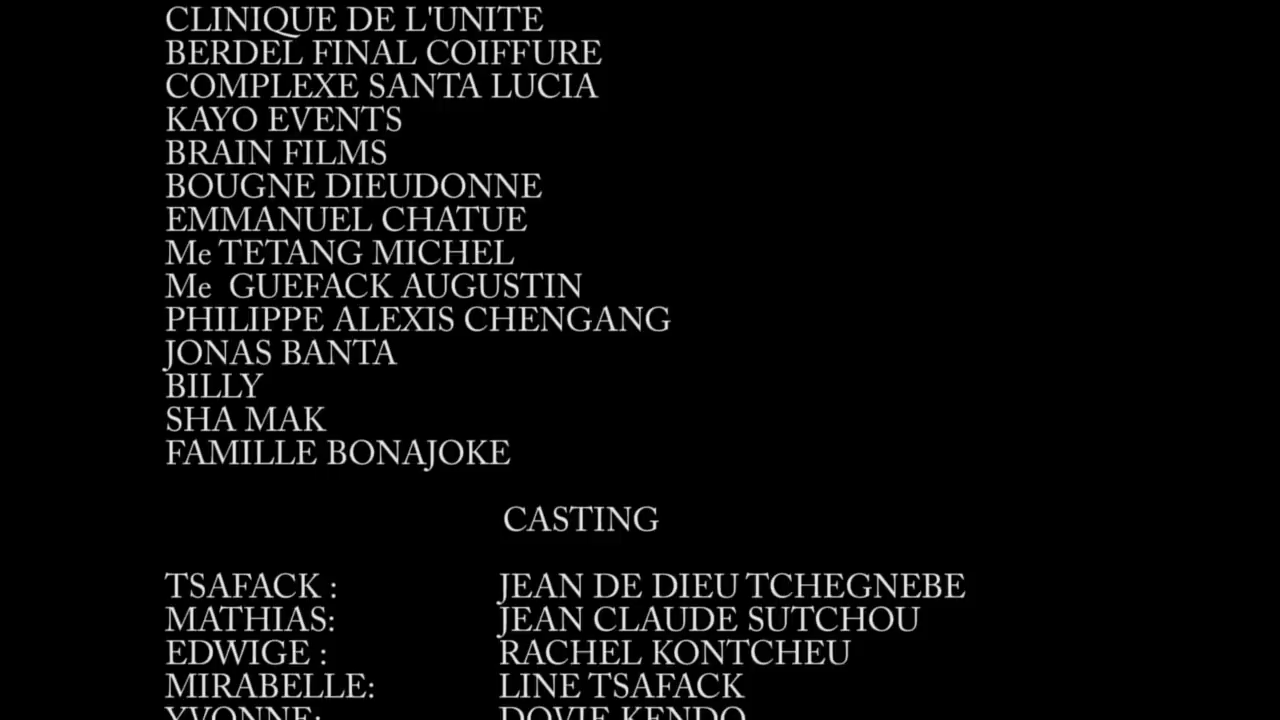 CLINIQUE DE L'UNITE
BERDEL FINAL COIFFURE
COMPLEXE SANTA LUCIA
KAYO EVENTS
BRAIN FILMS
BOUGNE DIEUDONNE
EMMANUEL CHATUE
Me TETANG MICHEL
Me  GUEFACK AUGUSTIN
PHILIPPE ALEXIS CHENGANG
JONAS BANTA
BILLY
SHA MAK
FAMILLE BONAJOKE
CASTING
TSAFACK : JEAN DE DIEU TCHEGNEBE
MATHIAS: JEAN CLAUDE SUTCHOU
EDWIGE : RACHEL KONTCHEU
MIRABELLE: LINE TSAFACK
YVONNE: DOVIE KENDO